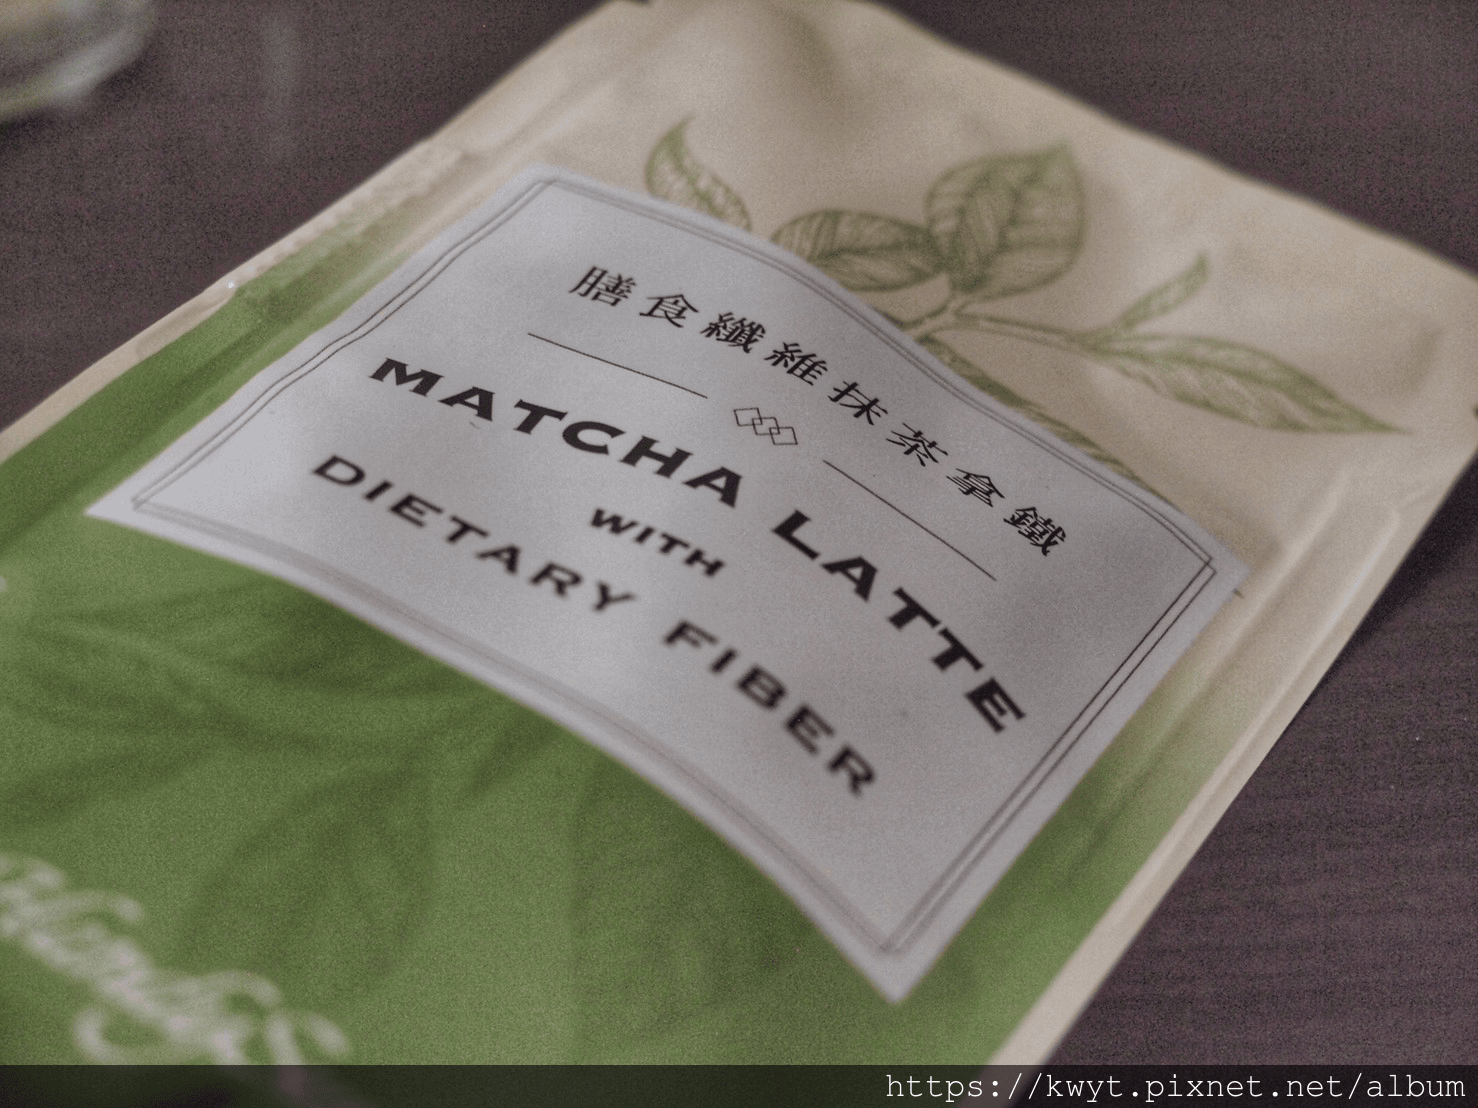 膳食纖維抹茶拿鐵
MATCHA LATTE
WITH
DIETARY FIBER
https://kwyt.pixnet.net/album